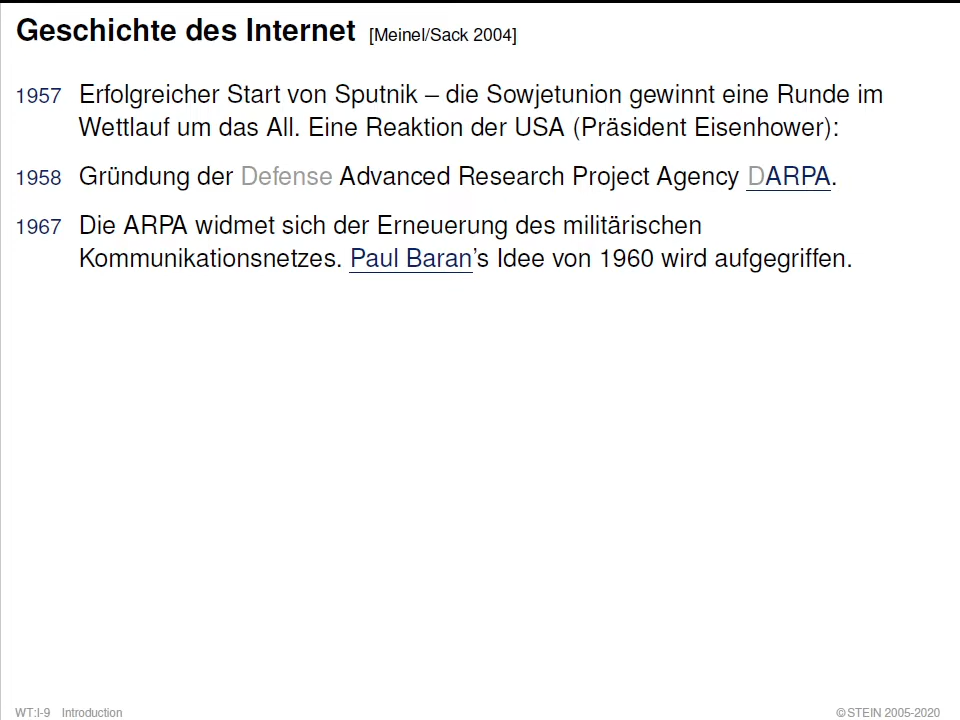 Geschichte des Internet [Meinel/Sack 2004]
1957 Erfolgreicher Start von Sputnik – die Sowjetunion gewinnt eine Runde im
Wettlauf um das All. Eine Reaktion der USA (Präsident Eisenhower):
1958 Gründung der Defense Advanced Research Project Agency DARPA.
1967 Die ARPA widmet sich der Erneuerung des militärischen
Kommunikationsnetzes. Paul Baran's Idee von 1960 wird aufgegriffen.
WT:I-9 Introduction ©STEIN 2005-2020